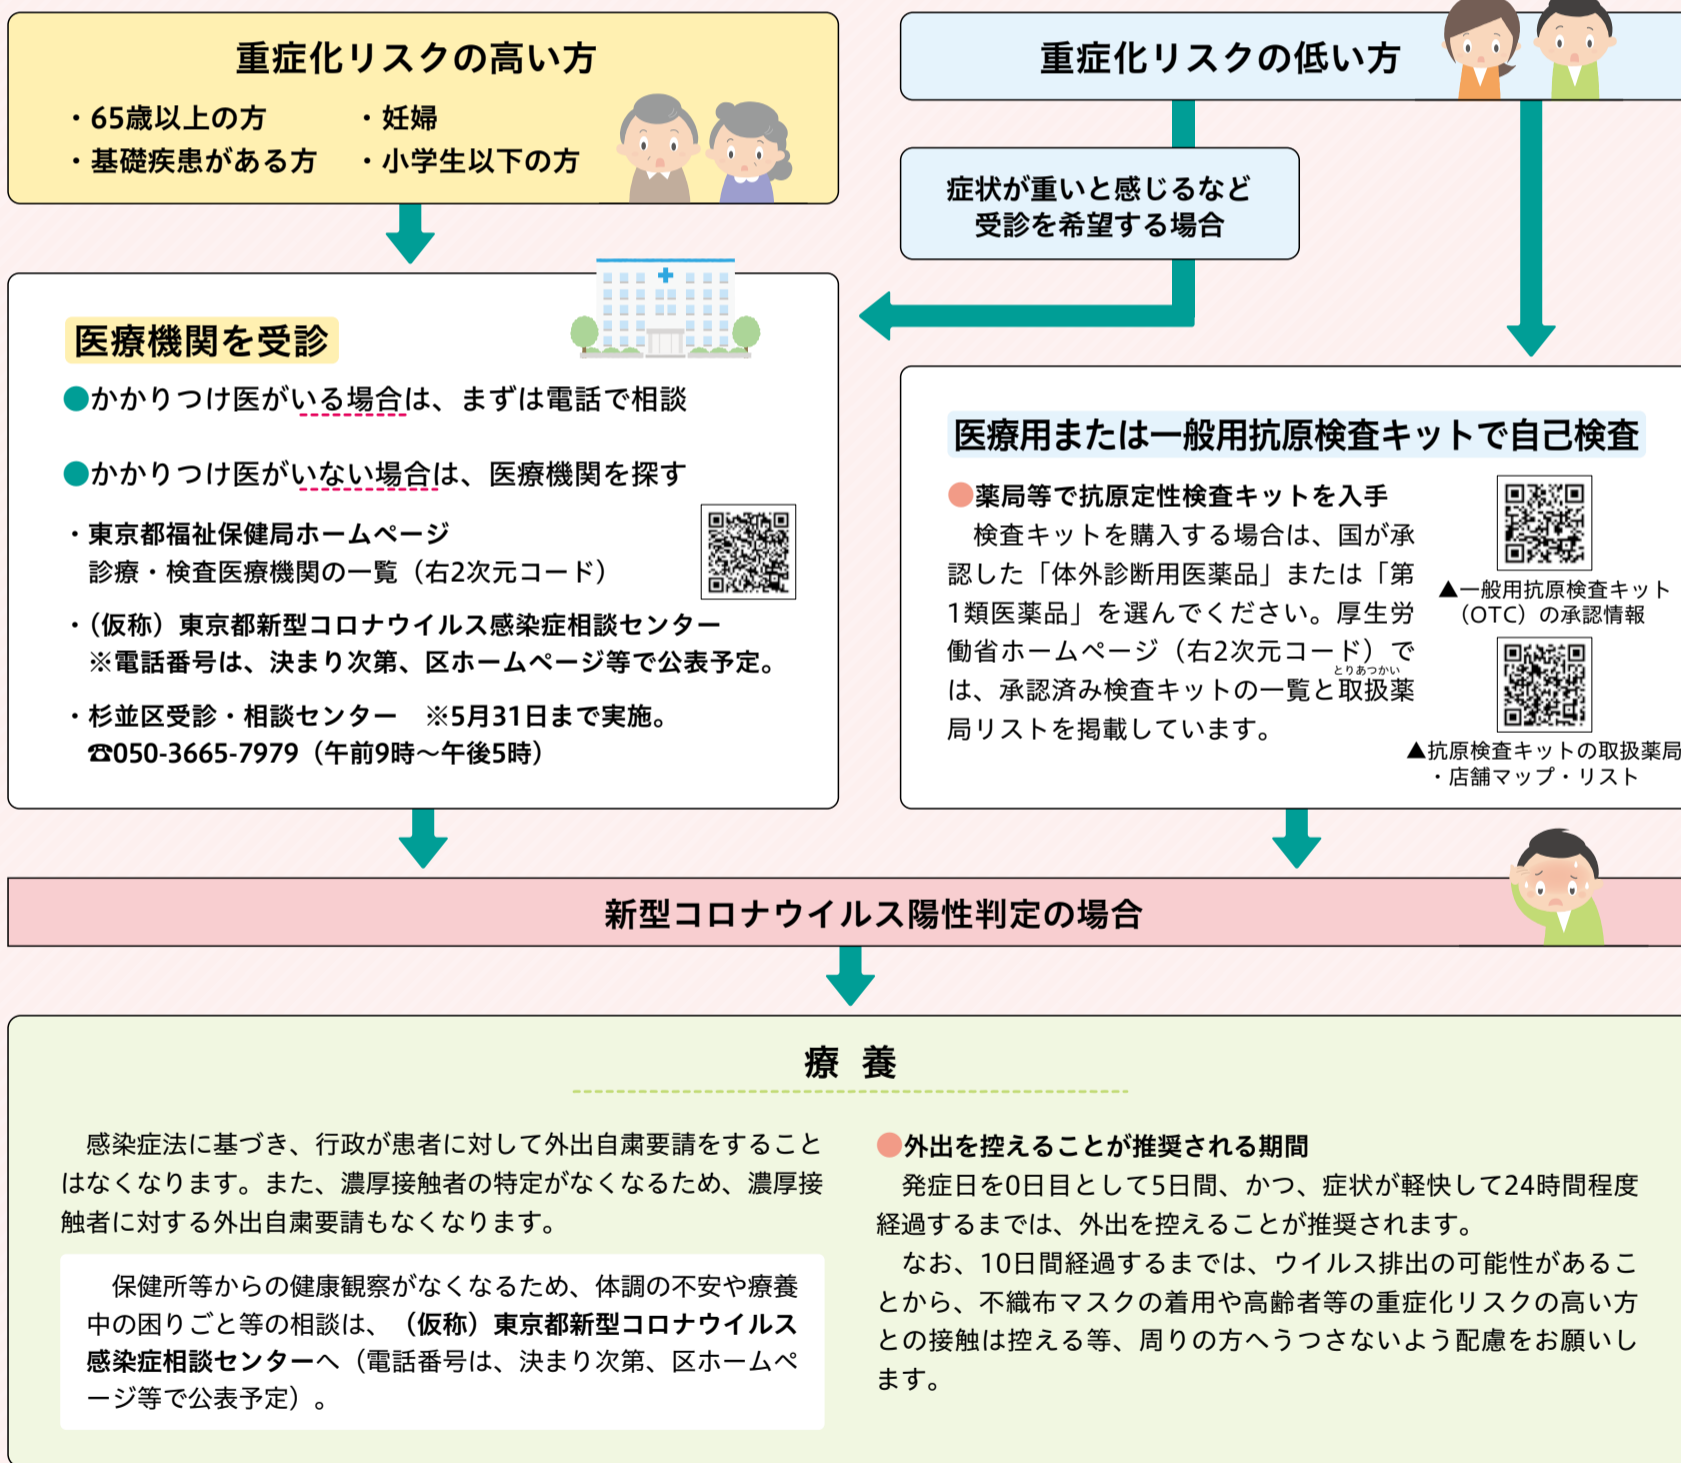 重症化リスクの高い方
・65歳以上の方
・妊婦
・基礎疾患がある方
・小学生以下の方
重症化リスクの低い方
症状が重いと感じるなど
受診を希望する場合
医療機関を受診
●かかりつけ医がいる場合は、まずは電話で相談
●かかりつけ医がいない場合は、医療機関を探す
・東京都福祉保健局ホームページ
診療・検査医療機関の一覧（右2次元コード）
・（仮称）東京都新型コロナウイルス感染症相談センター
※電話番号は、決まり次第、区ホームページ等で公表予定。
・杉並区受診・相談センター　※5月31日まで実施。
☎050-3665-7979（午前9時～午後5時）
医療用または一般用抗原検査キットで自己検査
●薬局等で抗原定性検査キットを入手
検査キットを購入する場合は、国が承
認した「体外診断用医薬品」または「第
1類医薬品」を選んでください。厚生労
働省ホームページ（右2次元コード）で
とりあつかい
は、承認済み検査キットの一覧と取扱薬
局リストを掲載しています。
▲一般用抗原検査キット
（OTC）の承認情報
▲抗原検査キットの取扱薬局
・店舗マップ・リスト
新型コロナウイルス陽性判定の場合
療 養
感染症法に基づき、行政が患者に対して外出自粛要請をすること
はなくなります。また、濃厚接触者の特定がなくなるため、濃厚接
触者に対する外出自粛要請もなくなります。
保健所等からの健康観察がなくなるため、体調の不安や療養
中の困りごと等の相談は、（仮称）東京都新型コロナウイルス
感染症相談センターへ（電話番号は、決まり次第、区ホームペ
ージ等で公表予定）。
●外出を控えることが推奨される期間
発症日を0日目として5日間、かつ、症状が軽快して24時間程度
経過するまでは、外出を控えることが推奨されます。
なお、10日間経過するまでは、ウイルス排出の可能性があるこ
とから、不織布マスクの着用や高齢者等の重症化リスクの高い方
との接触は控える等、周りの方へうつさないよう配慮をお願いし
ます。